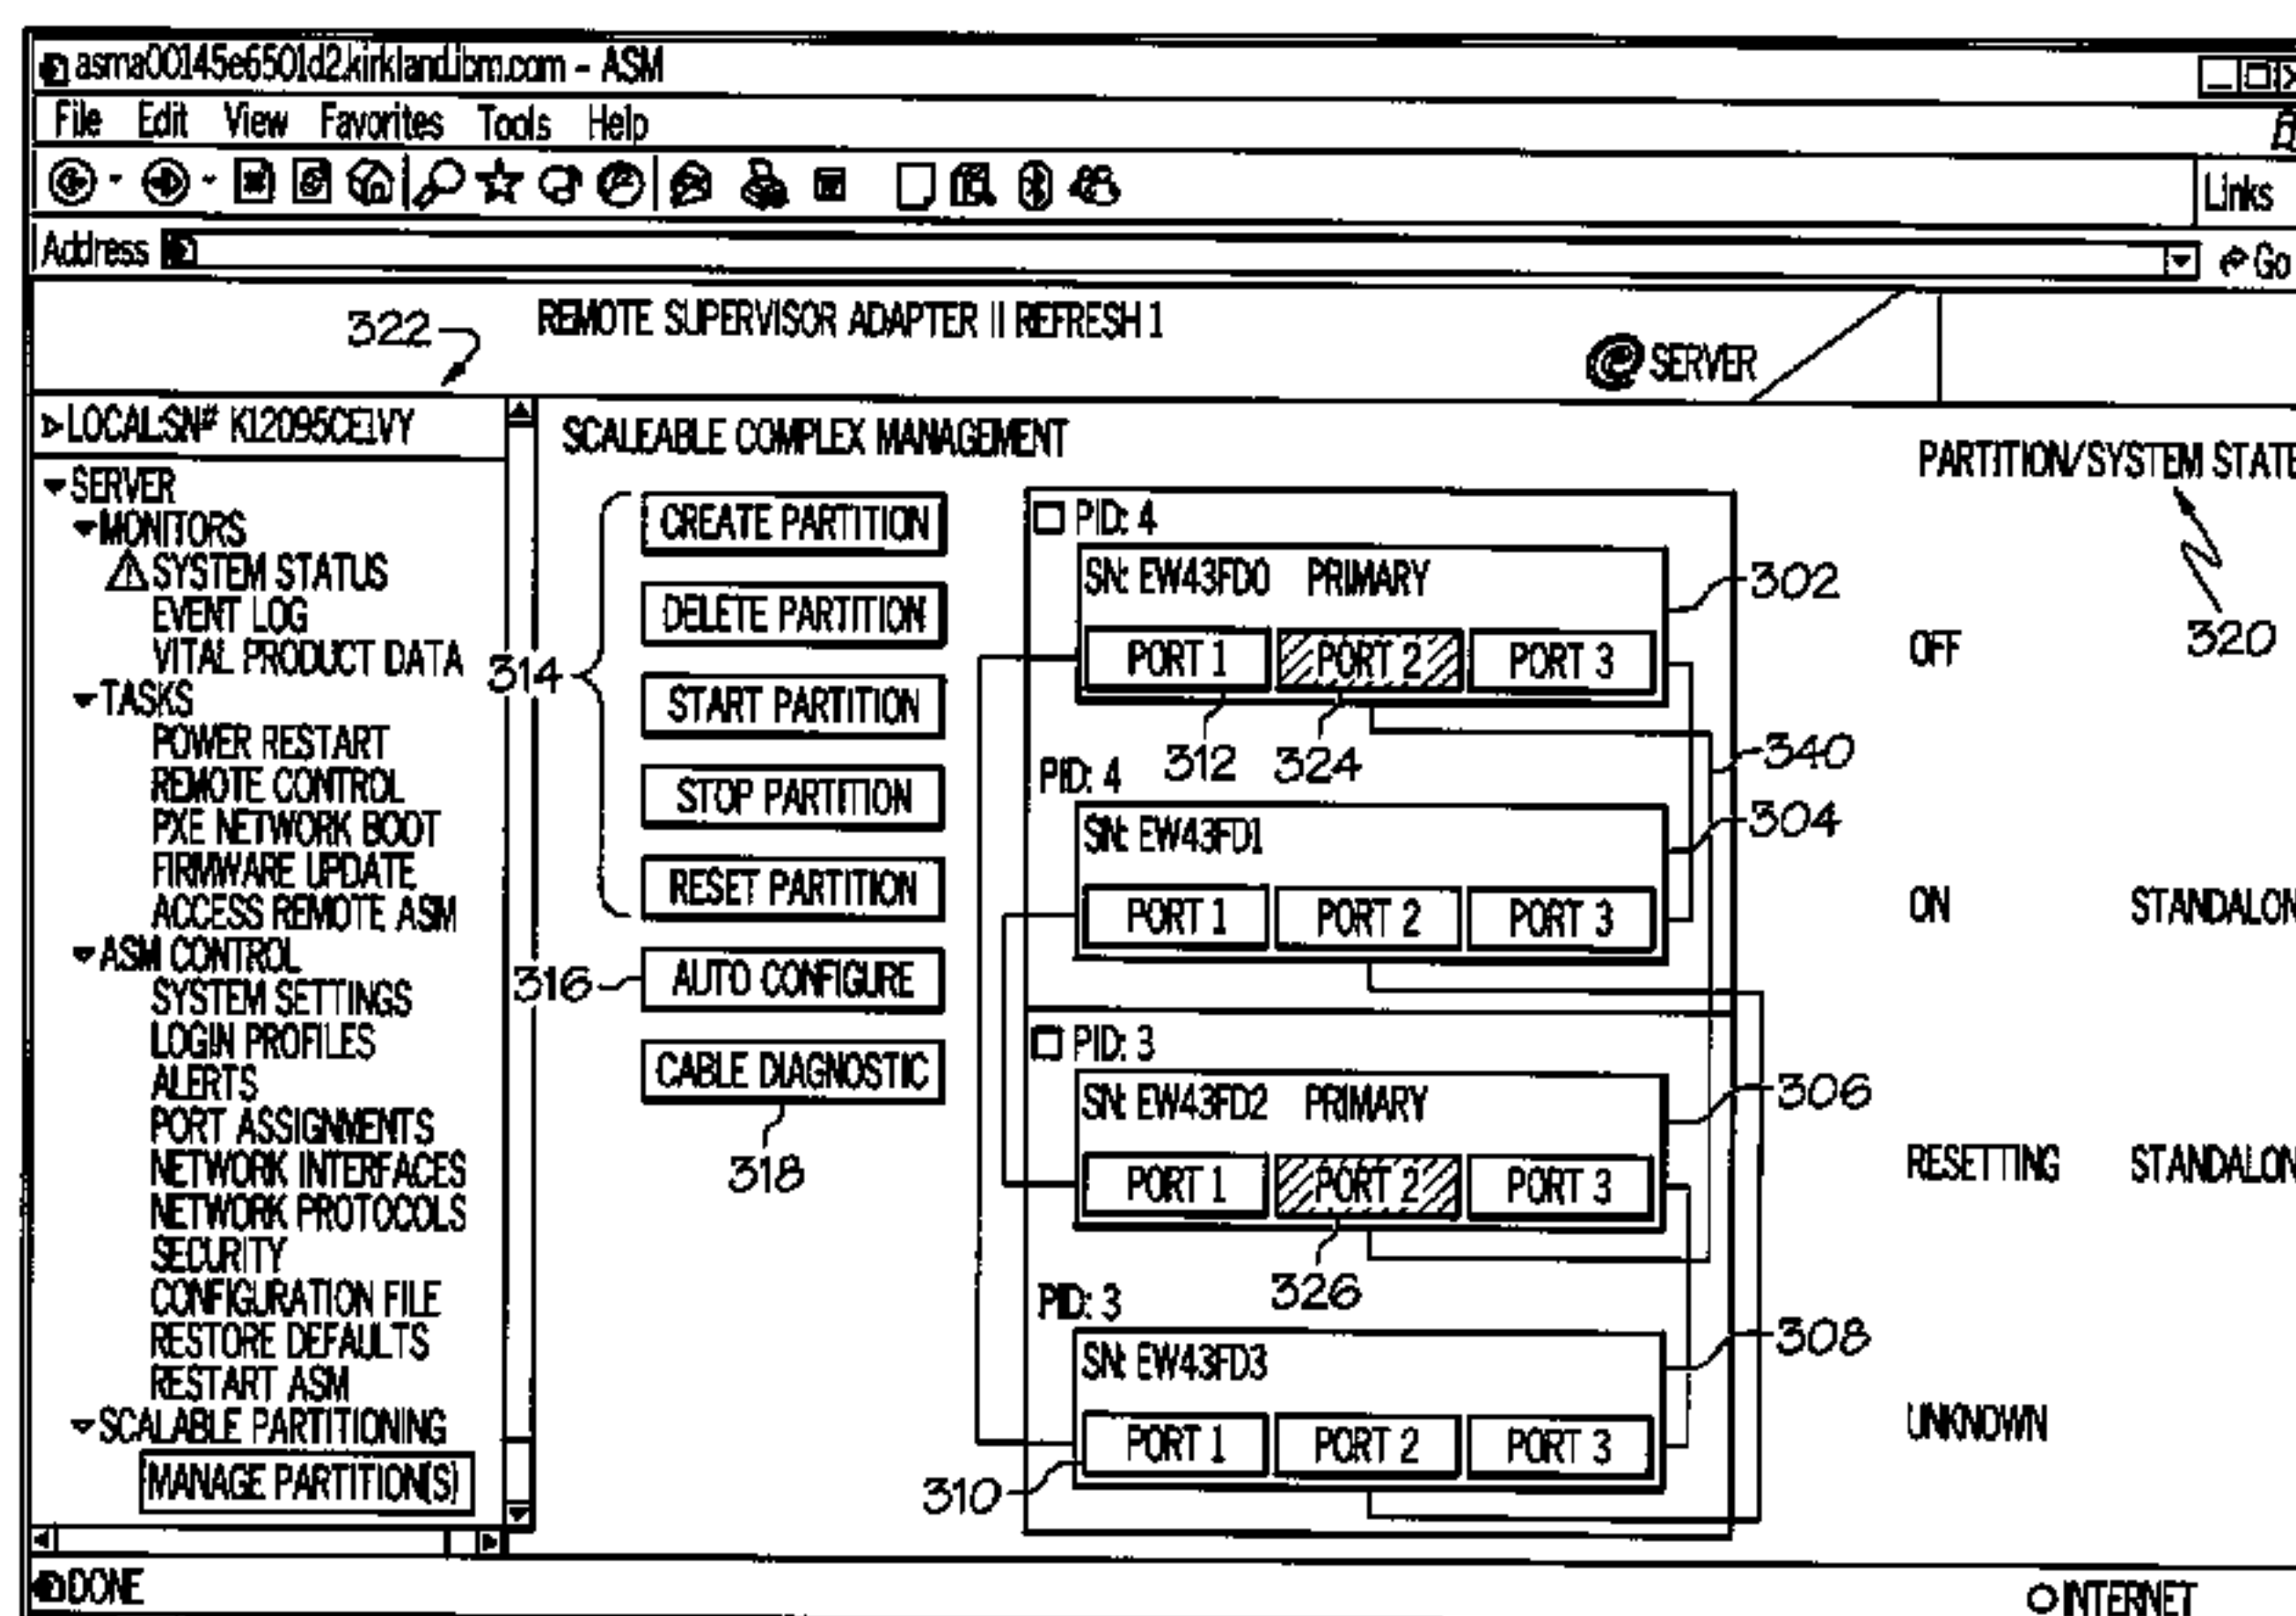 asma00145e6501d2.kirkland.ibm.com - ASM
File Edit View Favorites Tools Help
Links
Address
Go
REMOTE SUPERVISOR ADAPTER II REFRESH 1
322
SERVER
LOCAL:SN# K12095CE1VY
SERVER
MONITORS
SYSTEM STATUS
EVENT LOG
VITAL PRODUCT DATA
TASKS
POWER RESTART
REMOTE CONTROL
PXE NETWORK BOOT
FIRMWARE UPDATE
ACCESS REMOTE ASM
ASM CONTROL
SYSTEM SETTINGS
LOGIN PROFILES
ALERTS
PORT ASSIGNMENTS
NETWORK INTERFACES
NETWORK PROTOCOLS
SECURITY
CONFIGURATION FILE
RESTORE DEFAULTS
RESTART ASM
SCALABLE PARTITIONING
MANAGE PARTITION(S)
SCALEABLE COMPLEX MANAGEMENT
314
CREATE PARTITION
DELETE PARTITION
START PARTITION
STOP PARTITION
RESET PARTITION
316
AUTO CONFIGURE
CABLE DIAGNOSTIC
318
PID: 4
SN: EW43FD0 PRIMARY
302
PORT 1 PORT 2 PORT 3
312 324
340
PID: 4
SN: EW43FD1
304
PORT 1 PORT 2 PORT 3
PID: 3
SN: EW43FD2 PRIMARY
306
PORT 1 PORT 2 PORT 3
326
PID: 3
SN: EW43FD3
308
PORT 1 PORT 2 PORT 3
310
PARTITION/SYSTEM STATE
320
OFF
ON STANDALON
RESETTING STANDALON
UNKNOWN
DONE
INTERNET